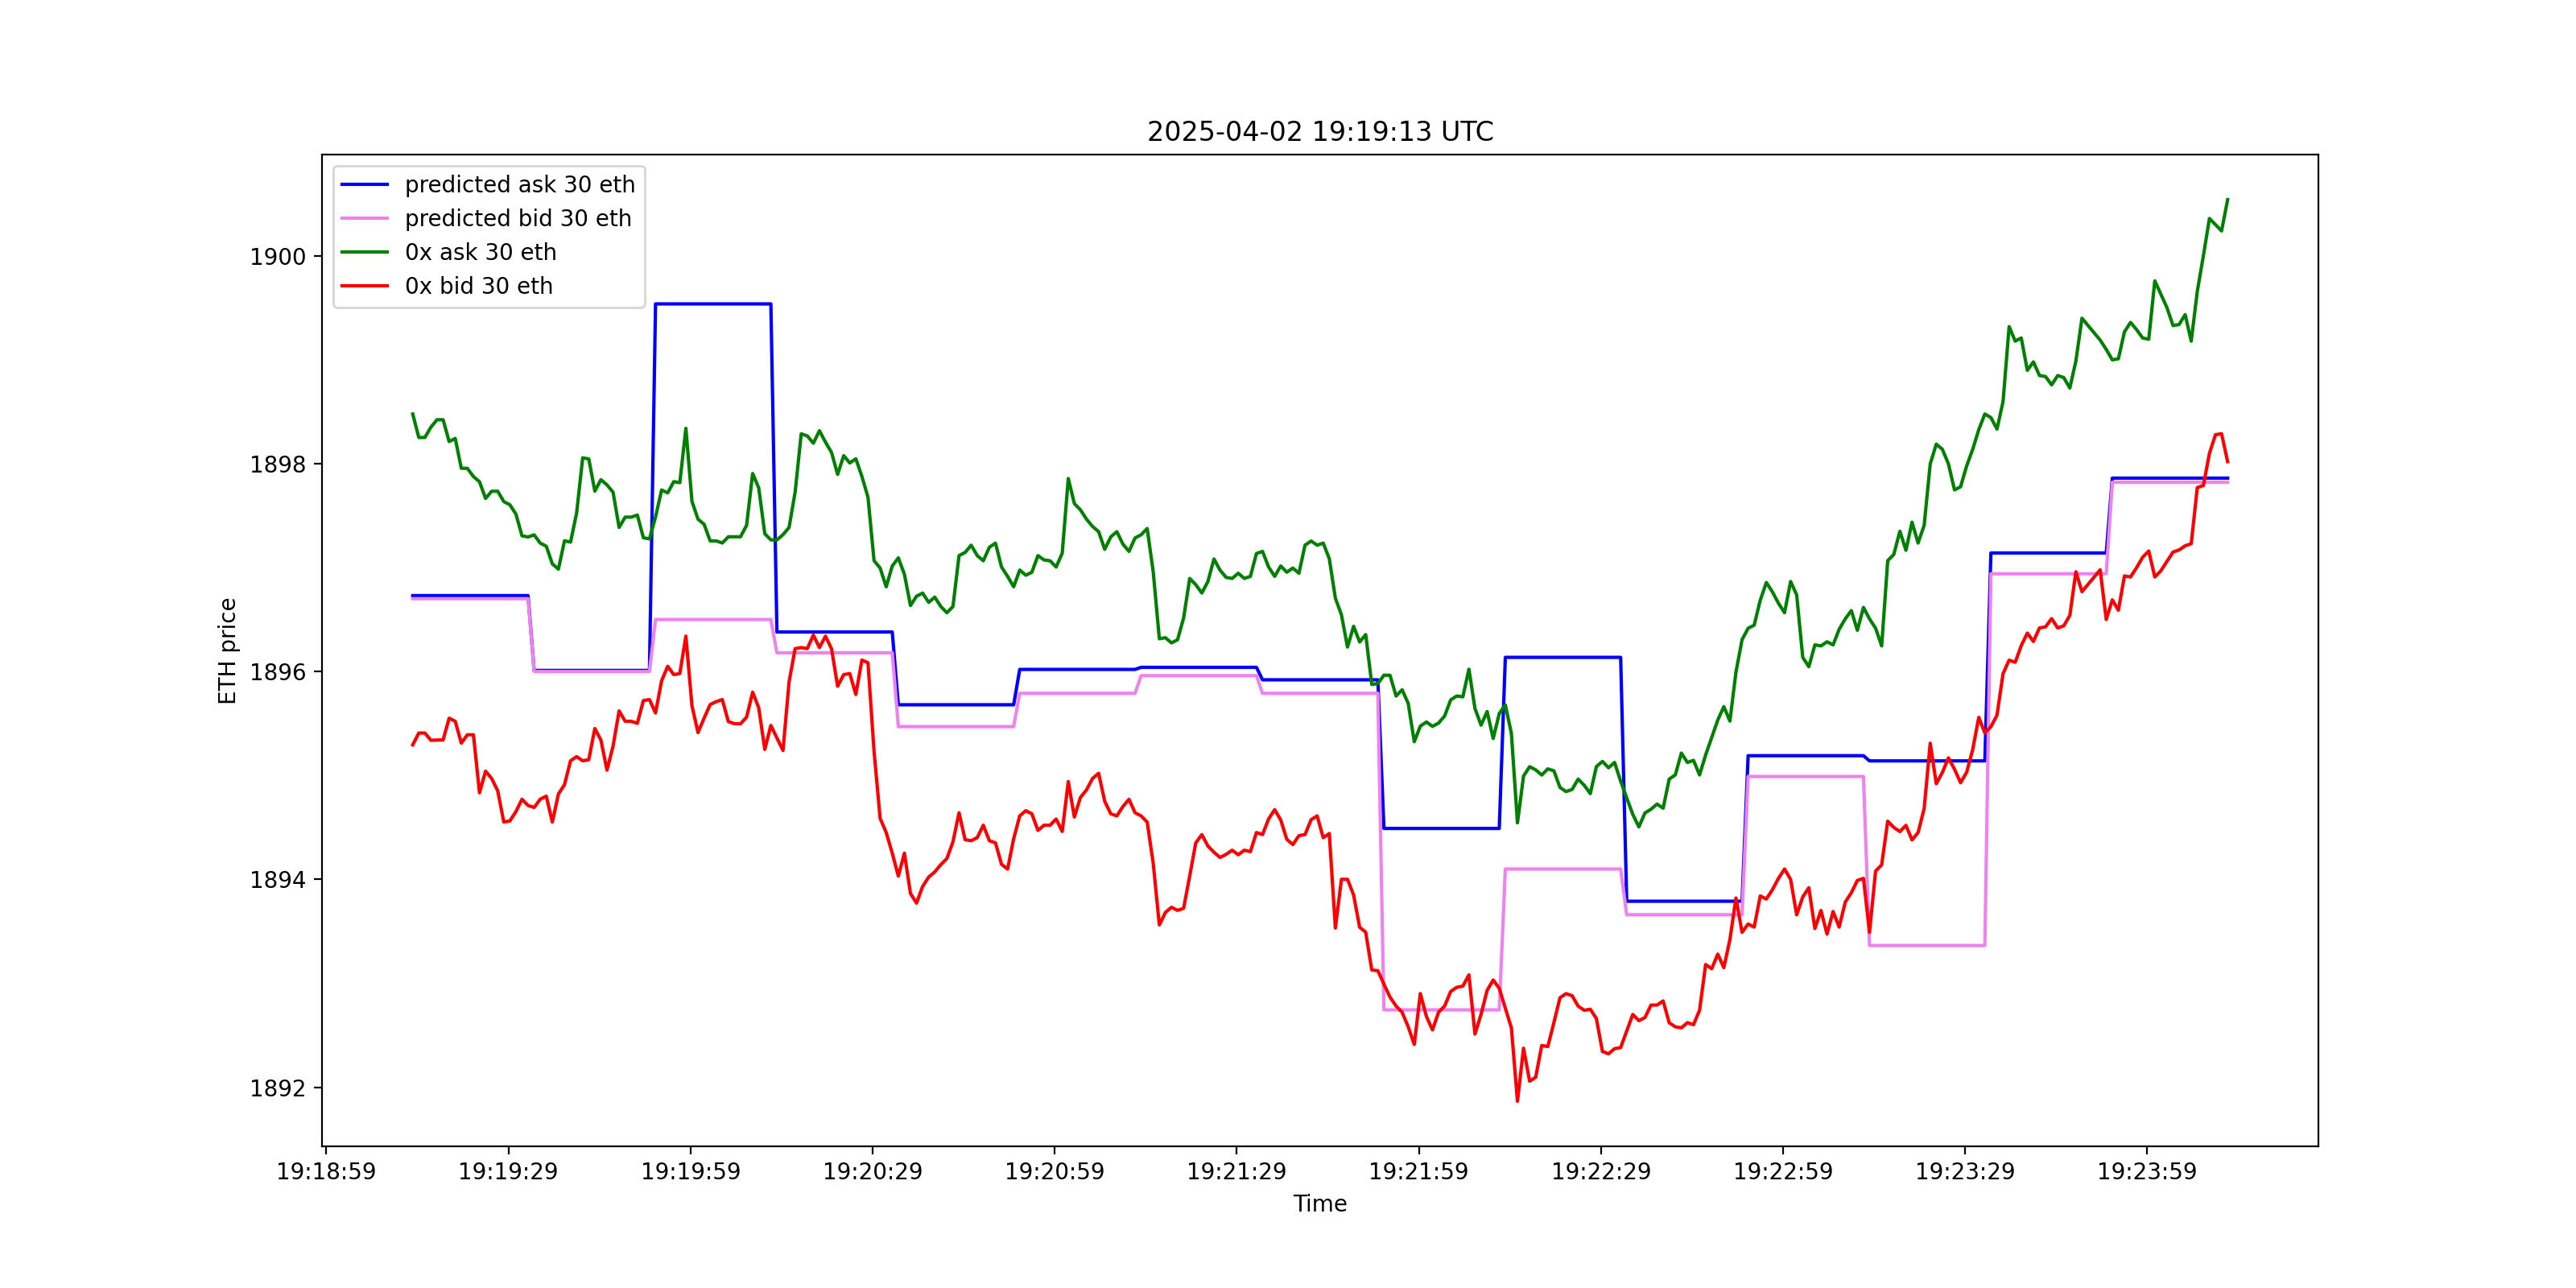 2025-04-02 19:19:13 UTC
predicted ask 30 eth
predicted bid 30 eth
0x ask 30 eth
0x bid 30 eth
ETH price
1900
1898
1896
1894
1892
19:18:59 19:19:29 19:19:59 19:20:29 19:20:59 19:21:29 19:21:59 19:22:29 19:22:59 19:23:29 19:23:59
Time